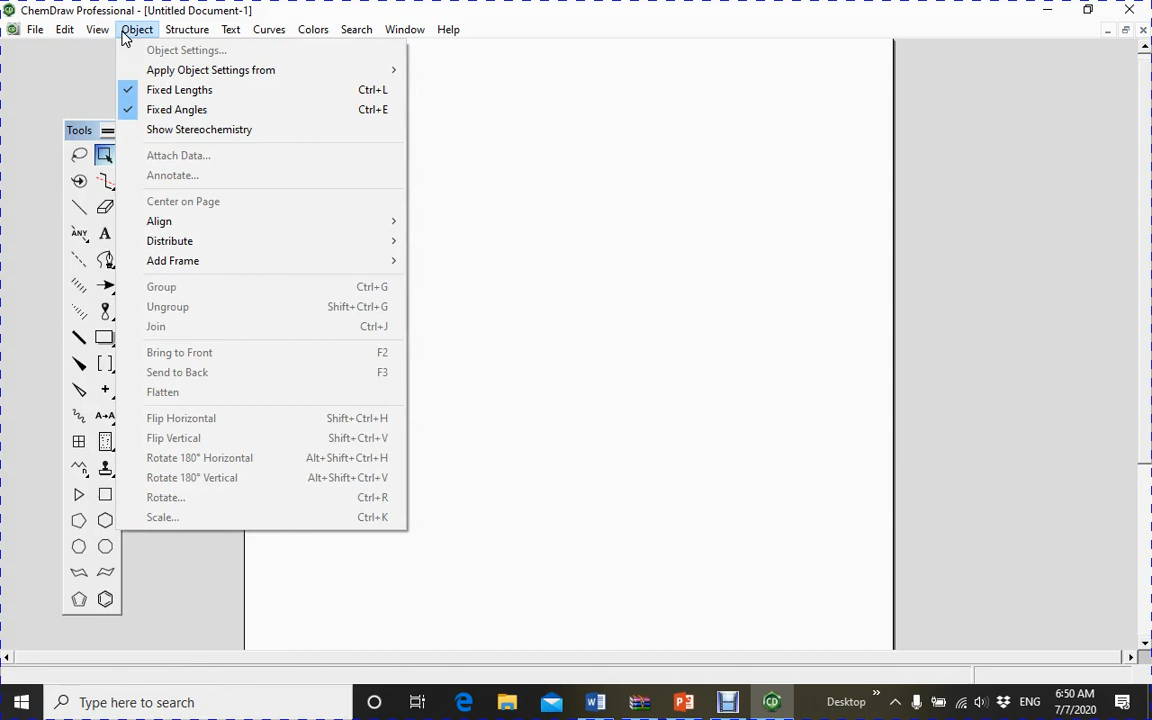 ChemDraw Professional - [Untitled Document-1]
File Edit View Object Structure Text Curves Colors Search Window Help
Object Settings...
Apply Object Settings from
Fixed Lengths Ctrl+L
Fixed Angles Ctrl+E
Show Stereochemistry
Tools
Attach Data...
Annotate...
Center on Page
Align
ANY A
Distribute
Add Frame
Group Ctrl+G
Ungroup Shift+Ctrl+G
Join Ctrl+J
Bring to Front F2
Send to Back F3
Flatten
Flip Horizontal Shift+Ctrl+H
A→A
Flip Vertical Shift+Ctrl+V
Rotate 180° Horizontal Alt+Shift+Ctrl+H
Rotate 180° Vertical Alt+Shift+Ctrl+V
Rotate... Ctrl+R
Scale... Ctrl+K
Type here to search
Desktop
ENG
6:50 AM
7/7/2020